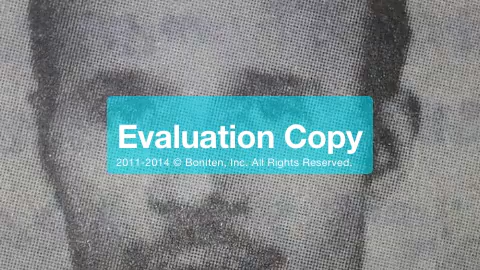 Evaluation Copy
2011-2014 © Boniten, Inc. All Rights Reserved.